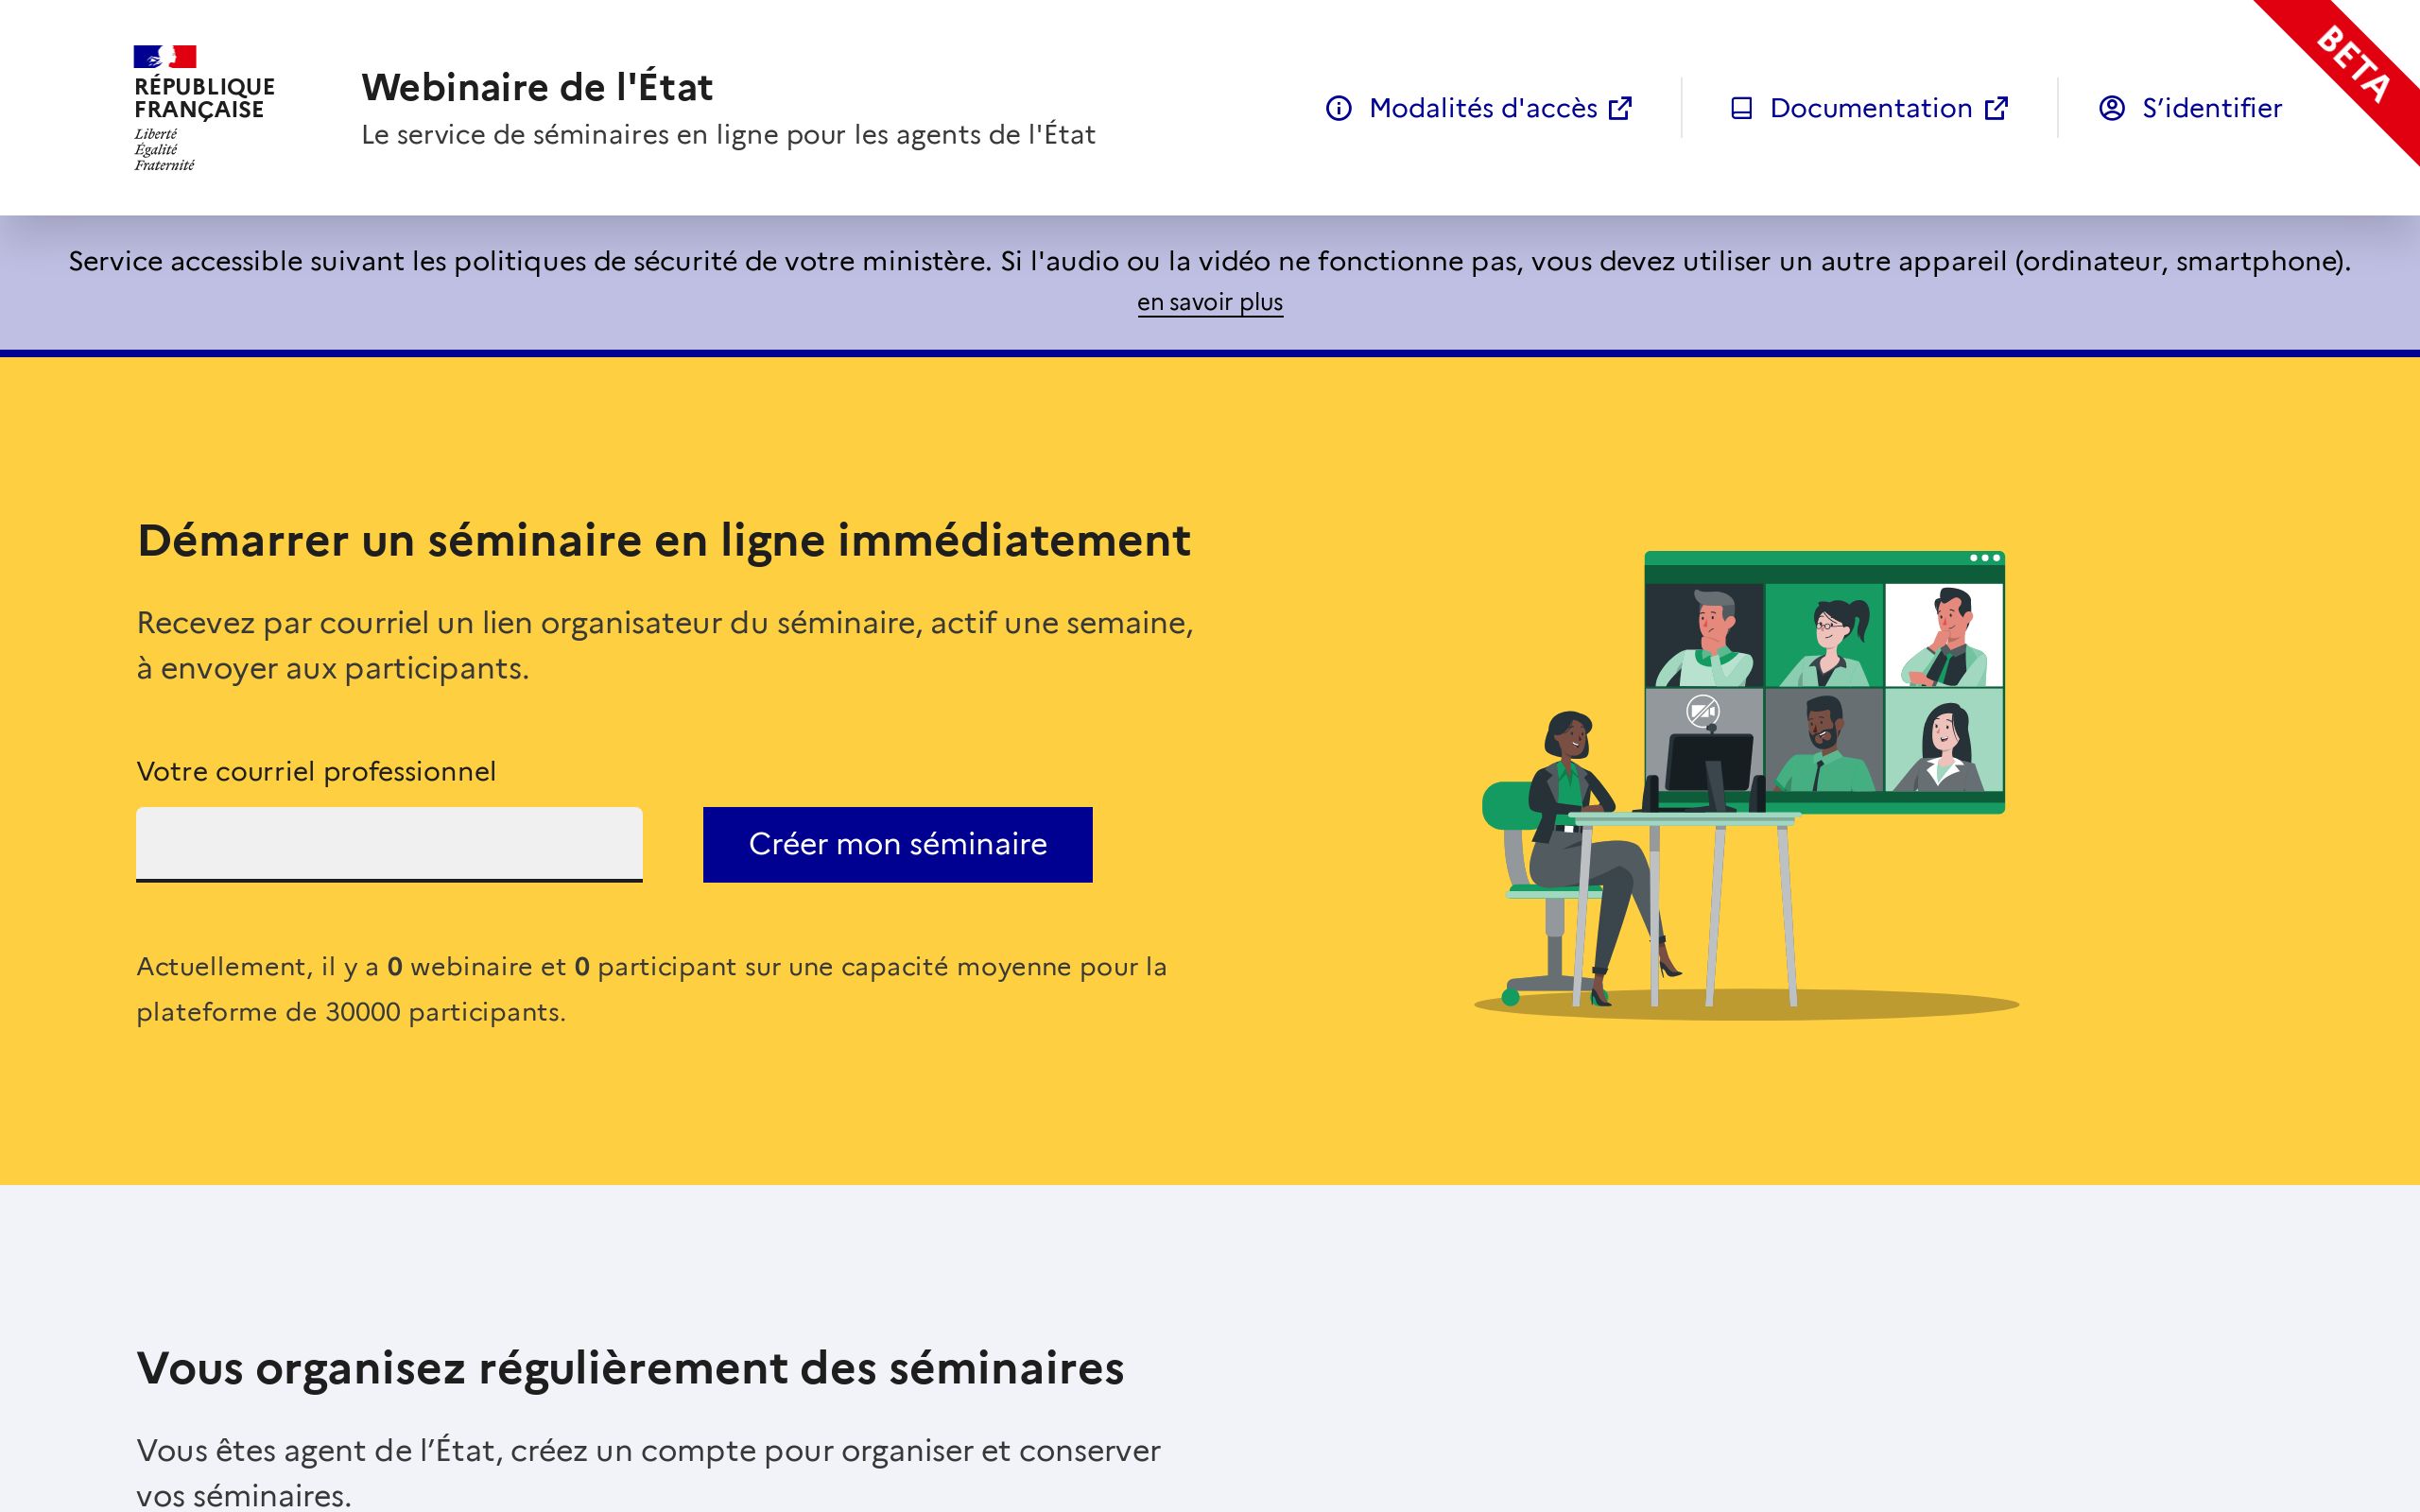 RÉPUBLIQUE
FRANÇAISE
Liberté
Égalité
Fraternité
Webinaire de l'État
Le service de séminaires en ligne pour les agents de l'État
Modalités d'accès
Documentation
S’identifier
BETA
Service accessible suivant les politiques de sécurité de votre ministère. Si l'audio ou la vidéo ne fonctionne pas, vous devez utiliser un autre appareil (ordinateur, smartphone).
en savoir plus
Démarrer un séminaire en ligne immédiatement
Recevez par courriel un lien organisateur du séminaire, actif une semaine,
à envoyer aux participants.
Votre courriel professionnel
Créer mon séminaire
Actuellement, il y a 0 webinaire et 0 participant sur une capacité moyenne pour la
plateforme de 30000 participants.
Vous organisez régulièrement des séminaires
Vous êtes agent de l’État, créez un compte pour organiser et conserver
vos séminaires.